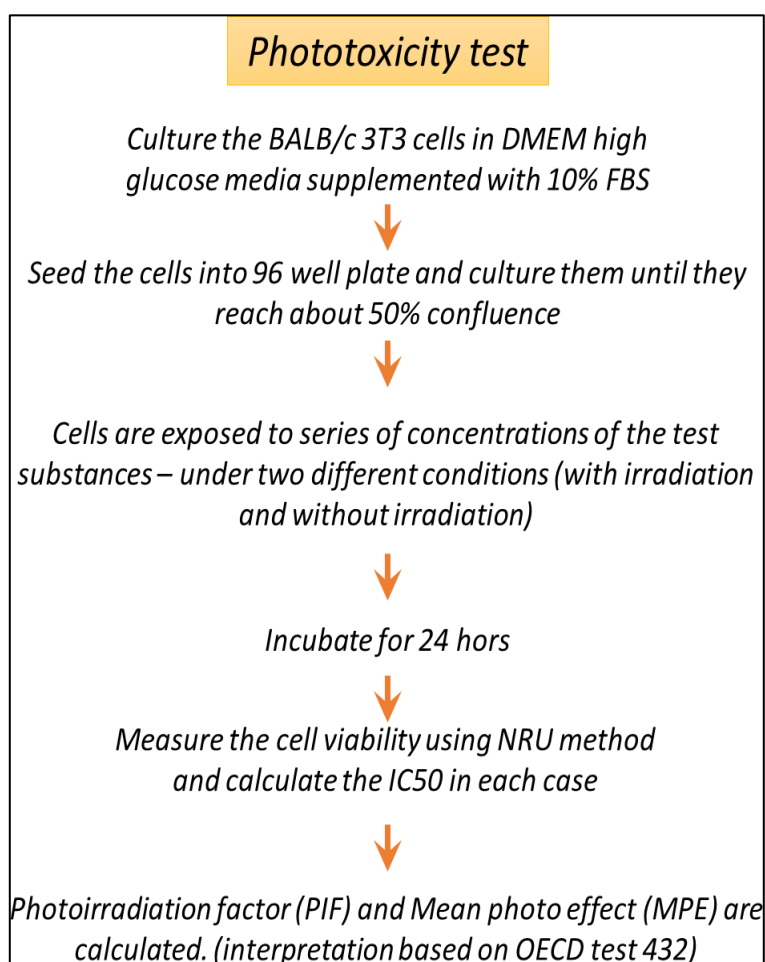 Phototoxicity test
Culture the BALB/c 3T3 cells in DMEM high
glucose media supplemented with 10% FBS
Seed the cells into 96 well plate and culture them until they
reach about 50% confluence
Cells are exposed to series of concentrations of the test
substances – under two different conditions (with irradiation
and without irradiation)
Incubate for 24 hors
Measure the cell viability using NRU method
and calculate the IC50 in each case
Photoirradiation factor (PIF) and Mean photo effect (MPE) are
calculated. (interpretation based on OECD test 432)